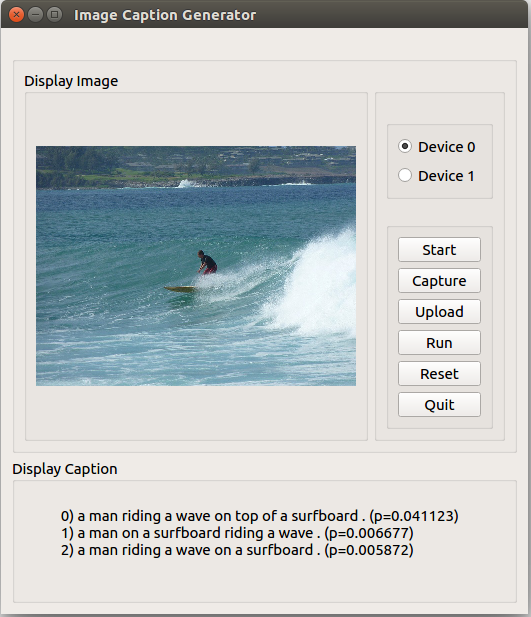 Image Caption Generator
Display Image
Device 0
Device 1
Start
Capture
Upload
Run
Reset
Quit
Display Caption
0) a man riding a wave on top of a surfboard . (p=0.041123)
1) a man on a surfboard riding a wave . (p=0.006677)
2) a man riding a wave on a surfboard . (p=0.005872)